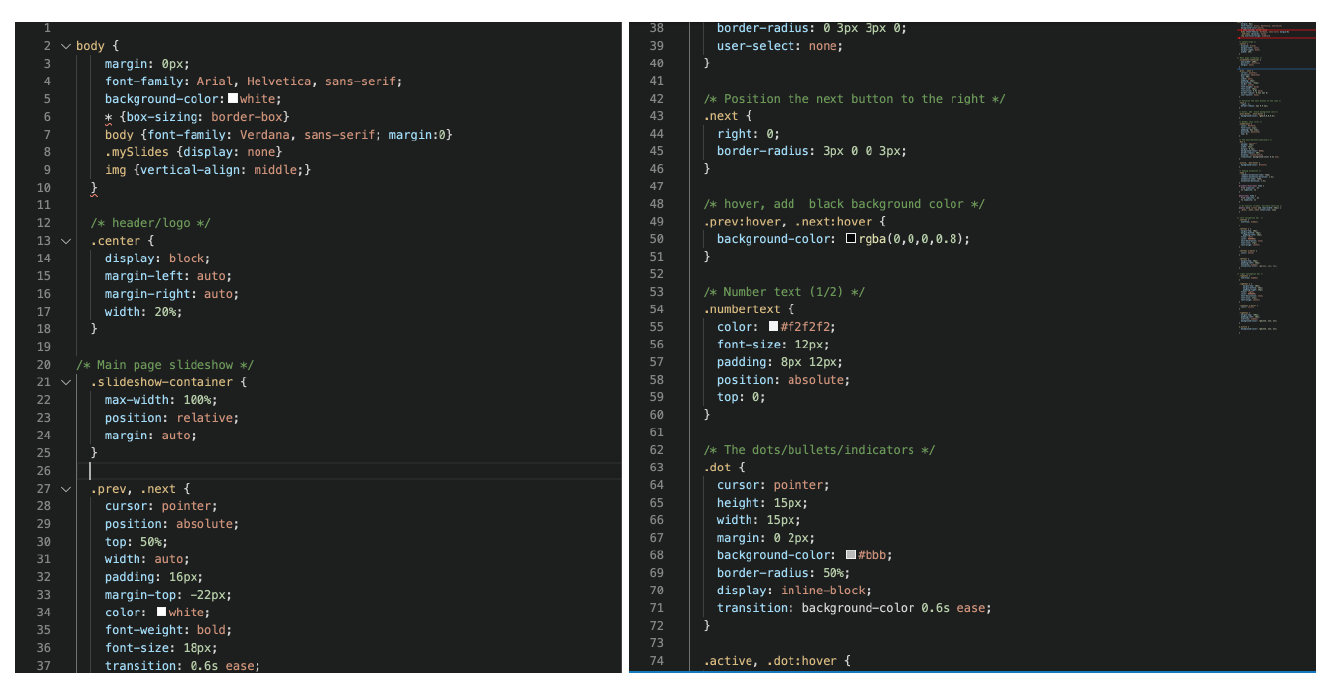 1
2 body {
3 margin: 0px;
4 font-family: Arial, Helvetica, sans-serif;
5 background-color: white;
6 * {box-sizing: border-box}
7 body {font-family: Verdana, sans-serif; margin:0}
8 .mySlides {display: none}
9 img {vertical-align: middle;}
10 }
11
12 /* header/logo */
13 .center {
14 display: block;
15 margin-left: auto;
16 margin-right: auto;
17 width: 20%;
18 }
19
20 /* Main page slideshow */
21 .slideshow-container {
22 max-width: 100%;
23 position: relative;
24 margin: auto;
25 }
26
27 .prev, .next {
28 cursor: pointer;
29 position: absolute;
30 top: 50%;
31 width: auto;
32 padding: 16px;
33 margin-top: -22px;
34 color: white;
35 font-weight: bold;
36 font-size: 18px;
37 transition: 0.6s ease;
38 border-radius: 0 3px 3px 0;
39 user-select: none;
40 }
41
42 /* Position the next button to the right */
43 .next {
44 right: 0;
45 border-radius: 3px 0 0 3px;
46 }
47
48 /* hover, add  black background color */
49 .prev:hover, .next:hover {
50 background-color: rgba(0,0,0,0.8);
51 }
52
53 /* Number text (1/2) */
54 .numbertext {
55 color: #f2f2f2;
56 font-size: 12px;
57 padding: 8px 12px;
58 position: absolute;
59 top: 0;
60 }
61
62 /* The dots/bullets/indicators */
63 .dot {
64 cursor: pointer;
65 height: 15px;
66 width: 15px;
67 margin: 0 2px;
68 background-color: #bbb;
69 border-radius: 50%;
70 display: inline-block;
71 transition: background-color 0.6s ease;
72 }
73
74 .active, .dot:hover {